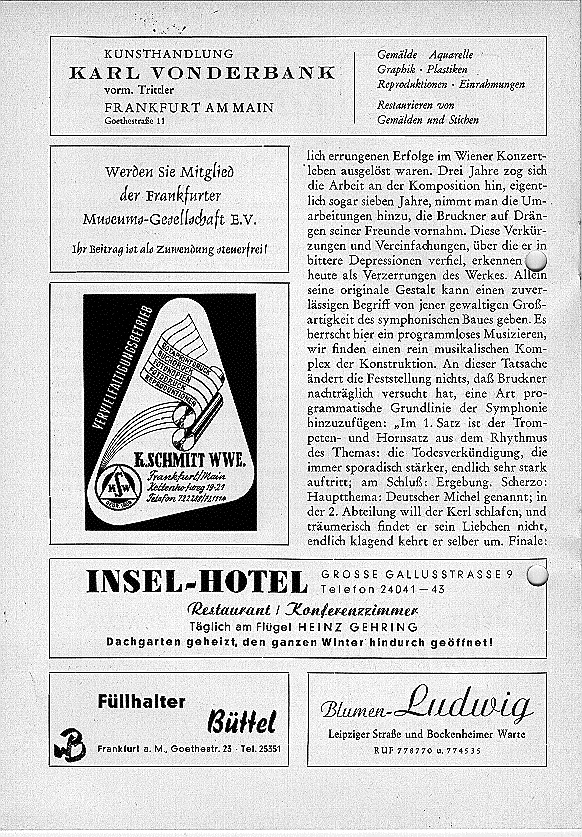 KUNSTHANDLUNG
KARL VONDERBANK
vorm. Trittler
FRANKFURT AM MAIN
Goethestraße 11
Gemälde · Aquarelle
Graphik · Plastiken
Reproduktionen · Einrahmungen
Restaurieren von
Gemälden und Stichen
Werden Sie Mitglied
der Frankfurter
Museums-Gesellschaft E.V.
Ihr Beitrag ist als Zuwendung steuerfrei!
VERVIELFÄLTIGUNGSBETRIEB
K.SCHMITT WWE.
Frankfurt/Main
Kettenhofweg
Telefon
lich errungenen Erfolge im Wiener Konzert-
leben ausgelöst waren. Drei Jahre zog sich
die Arbeit an der Komposition hin, eigent-
lich sogar sieben Jahre, nimmt man die Um-
arbeitungen hinzu, die Bruckner auf Drän-
gen seiner Freunde vornahm. Diese Verkür-
zungen und Vereinfachungen, über die er in
bittere Depressionen verfiel, erkennen
heute als Verzerrungen des Werkes. Allein
seine originale Gestalt kann einen zuver-
lässigen Begriff von jener gewaltigen Groß-
artigkeit des symphonischen Baues geben. Es
herrscht hier ein programmloses Musizieren,
wir finden einen rein musikalischen Kom-
plex der Konstruktion. An dieser Tatsache
ändert die Feststellung nichts, daß Bruckner
nachträglich versucht hat, eine Art pro-
grammatische Grundlinie der Symphonie
hinzuzufügen: „Im 1. Satz ist der Trom-
peten- und Hornsatz aus dem Rhythmus
des Themas: die Todesverkündigung, die
immer sporadisch stärker, endlich sehr stark
auftritt; am Schluß: Ergebung. Scherzo:
Hauptthema: Deutscher Michel genannt; in
der 2. Abteilung will der Kerl schlafen, und
träumerisch findet er sein Liebchen nicht,
endlich klagend kehrt er selber um. Finale:
INSEL-HOTEL
GROSSE GALLUSSTRASSE 9
Telefon 24041–43
Restaurant / Konferenzzimmer
Täglich am Flügel HEINZ GEHRING
Dachgarten geheizt, den ganzen Winter hindurch geöffnet!
Füllhalter
Büttel
Frankfurt a. M., Goethestr. 23 · Tel. 25351
Blumen-Ludwig
Leipziger Straße und Bockenheimer Warte
RUF 778770 u. 774535